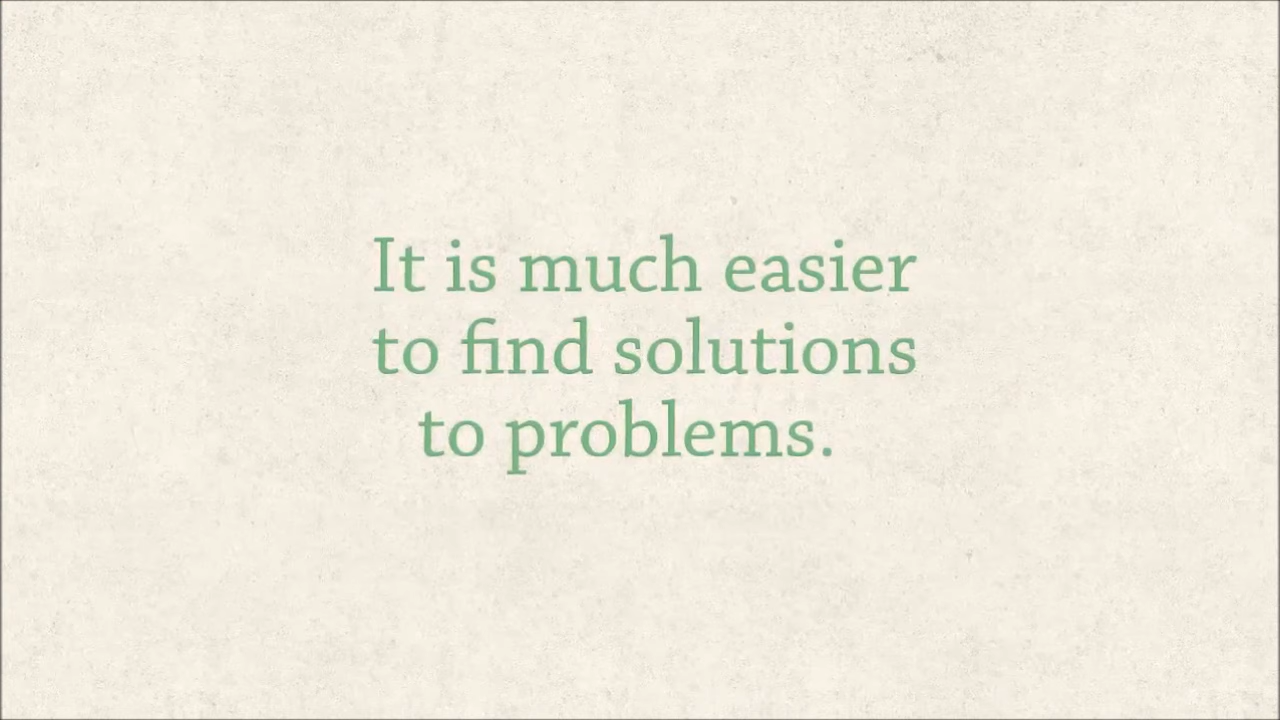 It is much easier
to find solutions
to problems.